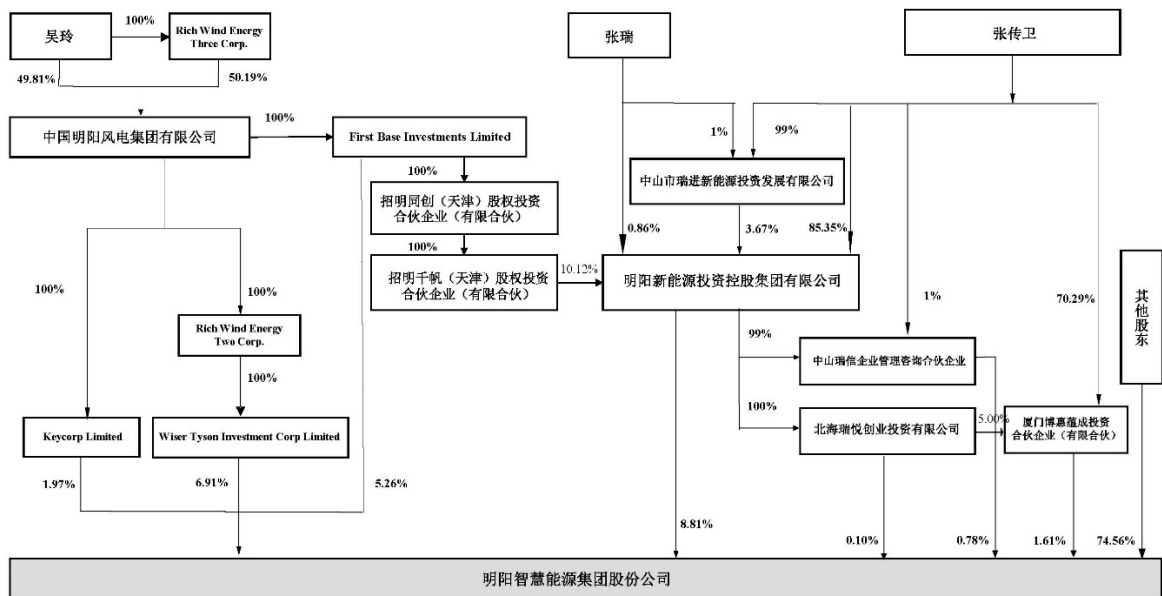 吴玲
100%
Rich Wind Energy
Three Corp.
张瑞
张传卫
49.81%
50.19%
中国明阳风电集团有限公司
100%
First Base Investments Limited
1%
99%
100%
中山市瑞进新能源投资发展有限公司
招明同创（天津）股权投资
合伙企业（有限合伙）
0.86%
3.67%
85.35%
100%
招明千帆（天津）股权投资
合伙企业（有限合伙）
10.12%
明阳新能源投资控股集团有限公司
100%
100%
1%
70.29%
其他股东
Rich Wind Energy
Two Corp.
99%
中山瑞信企业管理咨询合伙企业
100%
100%
Keycorp Limited
Wiser Tyson Investment Corp Limited
北海瑞悦创业投资有限公司
5.00%
厦门博惠蕴成投资
合伙企业（有限合伙）
1.97%
6.91%
5.26%
8.81%
0.10%
0.78%
1.61%
74.56%
明阳智慧能源集团股份公司